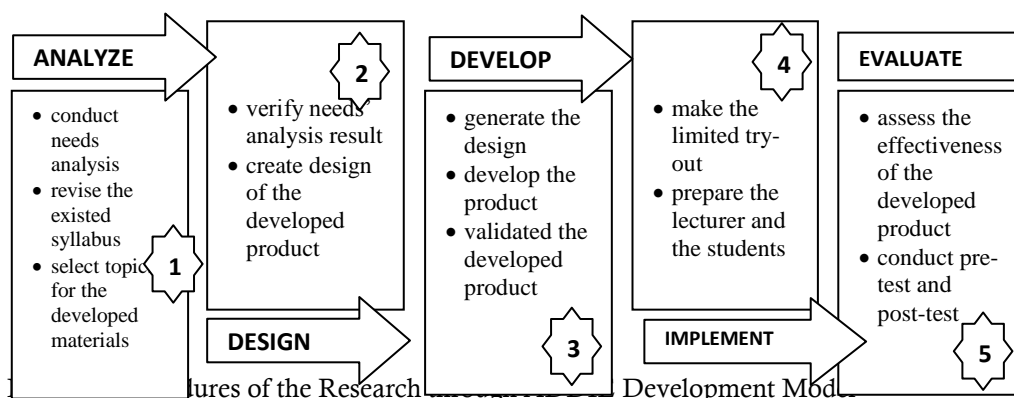 ANALYZE
• conduct
needs
analysis
• revise the
existed
syllabus
• select topic
for the
developed
materials
1
2
• verify needs’
analysis result
• create design
of the
developed
product
DESIGN
DEVELOP
• generate the
design
• develop the
product
• validated the
developed
product
3
4
• make the
limited try-
out
• prepare the
lecturer and
the students
IMPLEMENT
EVALUATE
• assess the
effectiveness
of the
developed
product
• conduct pre-
test and
post-test
5
of the Research Development Model